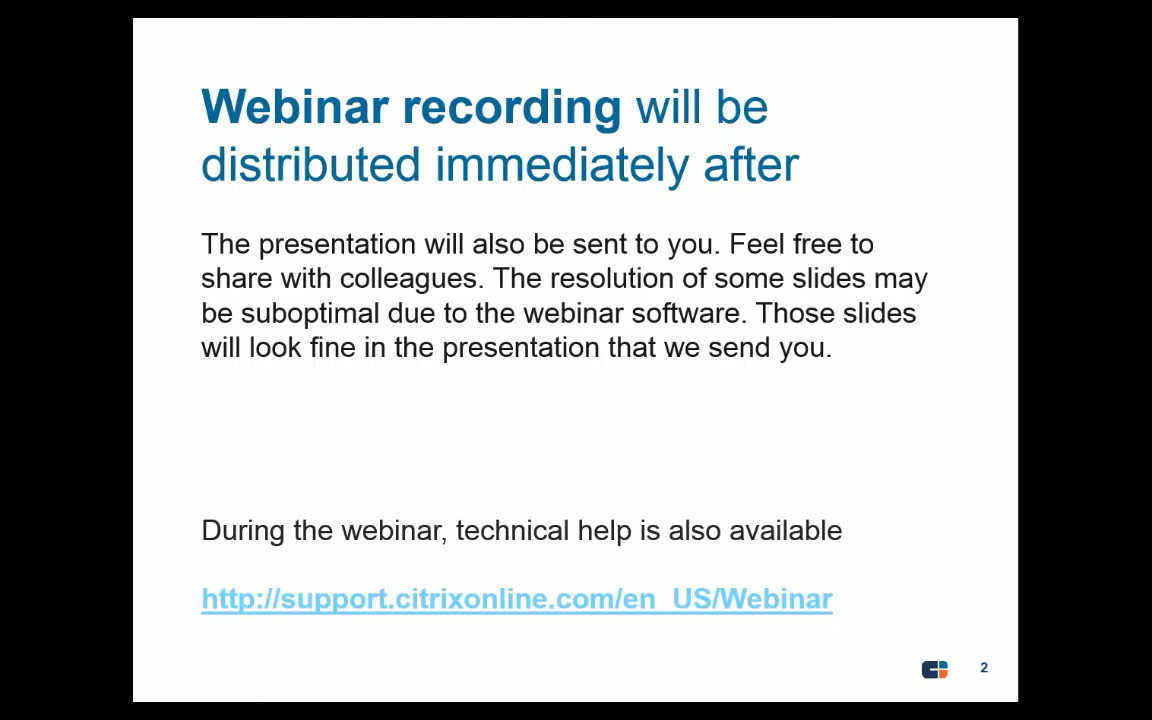 Webinar recording will be
distributed immediately after
The presentation will also be sent to you. Feel free to
share with colleagues. The resolution of some slides may
be suboptimal due to the webinar software. Those slides
will look fine in the presentation that we send you.
During the webinar, technical help is also available
http://support.citrixonline.com/en_US/Webinar
2